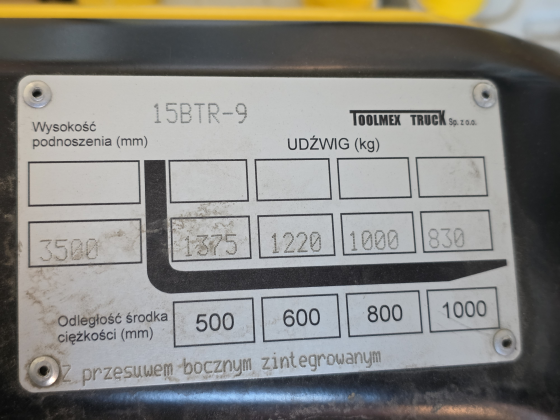 15BTR-9
TOOLMEX TRUCK Sp. z o.o.
Wysokość
podnoszenia (mm)
UDŹWIG (kg)
3500 1375 1220 1000 830
Odległość środka
ciężkości (mm)
500 600 800 1000
Z przesuwem bocznym zintegrowanym